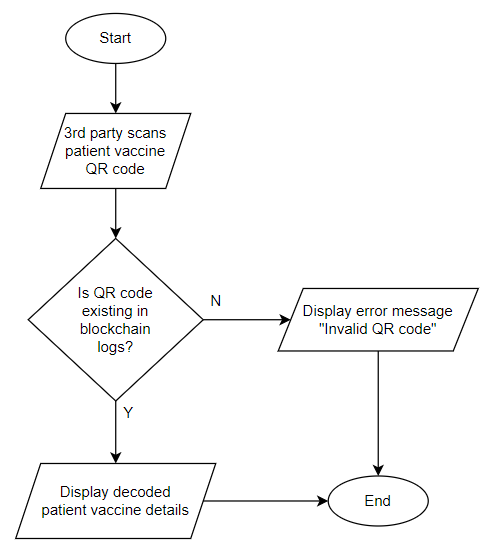 Start
3rd party scans
patient vaccine
QR code
Is QR code
existing in
blockchain
logs?
N
Display error message
"Invalid QR code"
Y
Display decoded
patient vaccine details
End